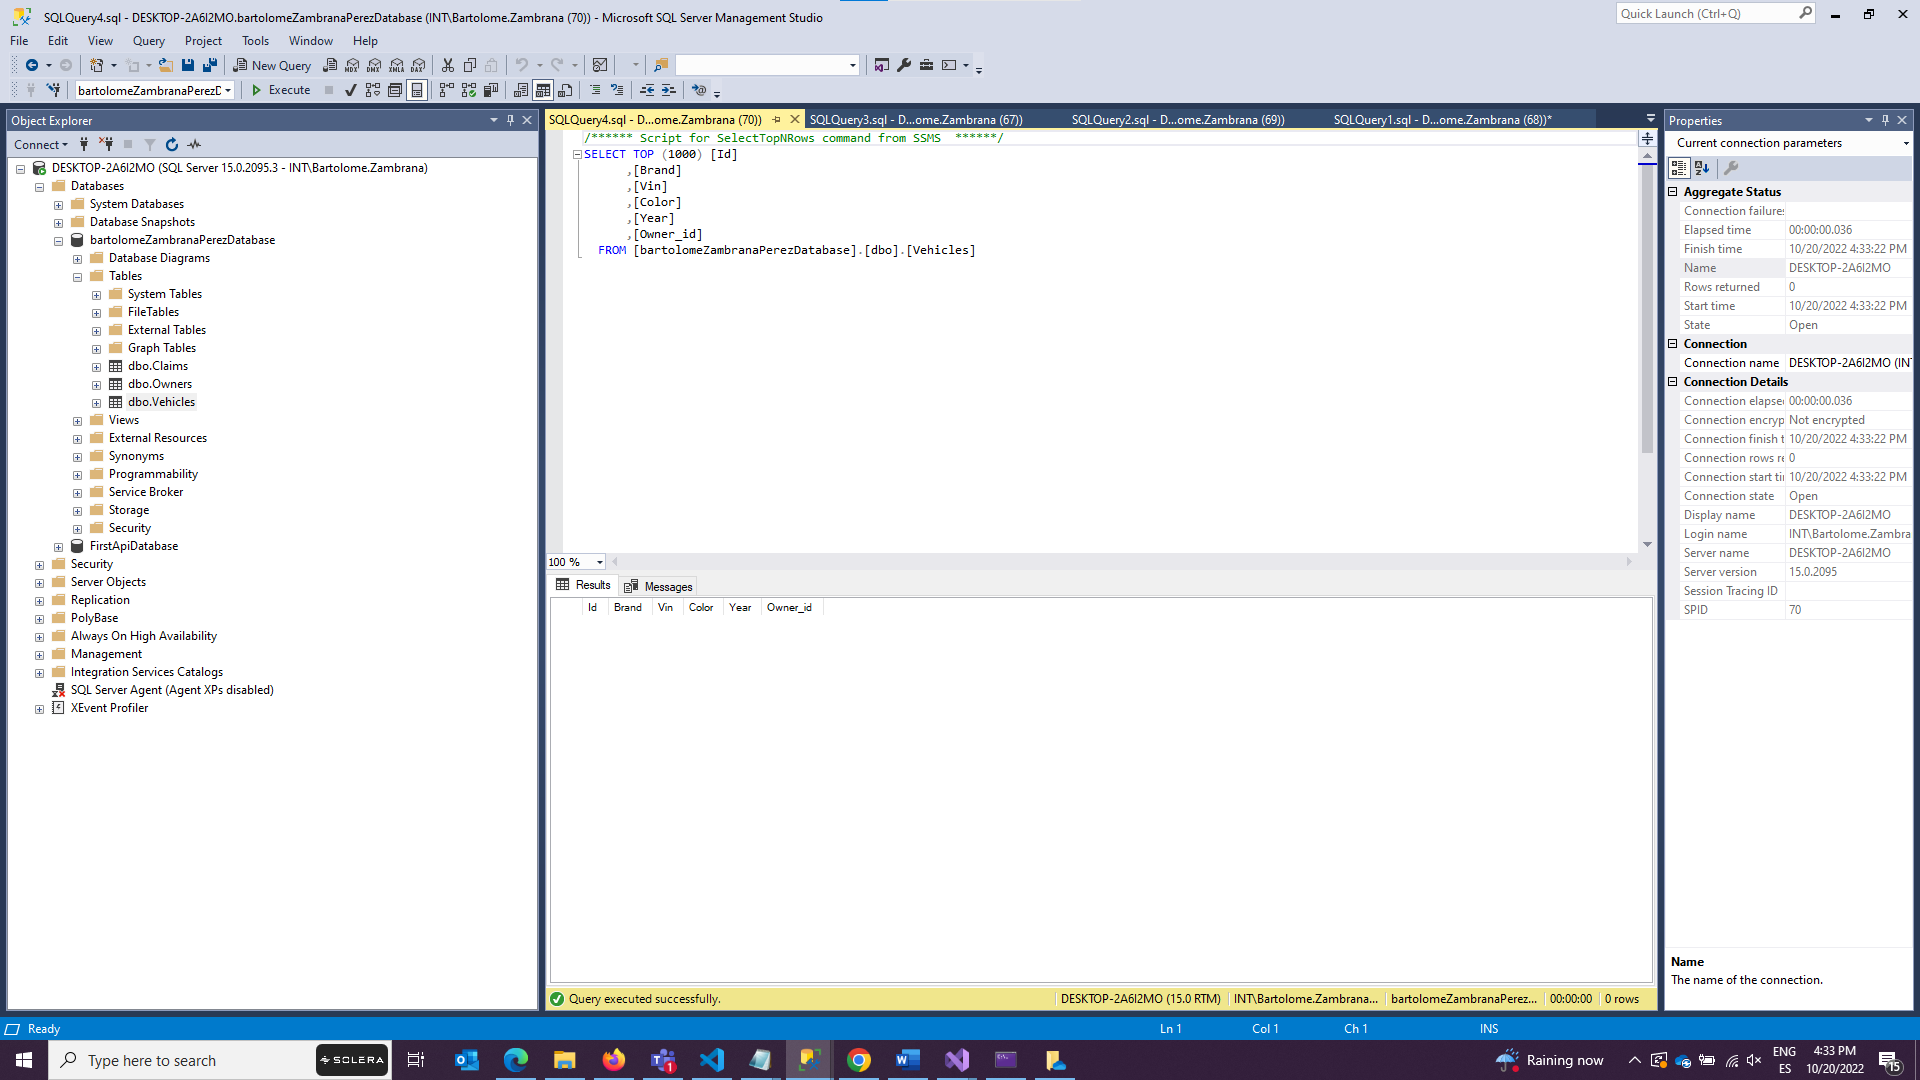 SQLQuery4.sql - DESKTOP-2A6I2MO.bartolomeZambranaPerezDatabase (INT\Bartolome.Zambrana (70)) - Microsoft SQL Server Management Studio
Quick Launch (Ctrl+Q)
File Edit View Query Project Tools Window Help
New Query
MDX DMX XMLA DAX
bartolomeZambranaPerezD
Execute
Object Explorer
Connect
DESKTOP-2A6I2MO (SQL Server 15.0.2095.3 - INT\Bartolome.Zambrana)
Databases
System Databases
Database Snapshots
bartolomeZambranaPerezDatabase
Database Diagrams
Tables
System Tables
FileTables
External Tables
Graph Tables
dbo.Claims
dbo.Owners
dbo.Vehicles
Views
External Resources
Synonyms
Programmability
Service Broker
Storage
Security
FirstApiDatabase
Security
Server Objects
Replication
PolyBase
Always On High Availability
Management
Integration Services Catalogs
SQL Server Agent (Agent XPs disabled)
XEvent Profiler
SQLQuery4.sql - D...ome.Zambrana (70)) SQLQuery3.sql - D...ome.Zambrana (67)) SQLQuery2.sql - D...ome.Zambrana (69)) SQLQuery1.sql - D...ome.Zambrana (68))*
/****** Script for SelectTopNRows command from SSMS  ******/
SELECT TOP (1000) [Id]
,[Brand]
,[Vin]
,[Color]
,[Year]
,[Owner_id]
FROM [bartolomeZambranaPerezDatabase].[dbo].[Vehicles]
100 %
Results Messages
Id Brand Vin Color Year Owner_id
Query executed successfully. DESKTOP-2A6I2MO (15.0 RTM) INT\Bartolome.Zambrana... bartolomeZambranaPerez... 00:00:00 0 rows
Properties
Current connection parameters
Aggregate Status
Connection failures
Elapsed time 00:00:00.036
Finish time 10/20/2022 4:33:22 PM
Name DESKTOP-2A6I2MO
Rows returned 0
Start time 10/20/2022 4:33:22 PM
State Open
Connection
Connection name DESKTOP-2A6I2MO (IN
Connection Details
Connection elapse 00:00:00.036
Connection encryp Not encrypted
Connection finish t 10/20/2022 4:33:22 PM
Connection rows re 0
Connection start ti 10/20/2022 4:33:22 PM
Connection state Open
Display name DESKTOP-2A6I2MO
Login name INT\Bartolome.Zambra
Server name DESKTOP-2A6I2MO
Server version 15.0.2095
Session Tracing ID
SPID 70
Name
The name of the connection.
Ready Ln 1 Col 1 Ch 1 INS
Type here to search
SOLERA
1
Raining now
ENG
ES
4:33 PM
10/20/2022
15